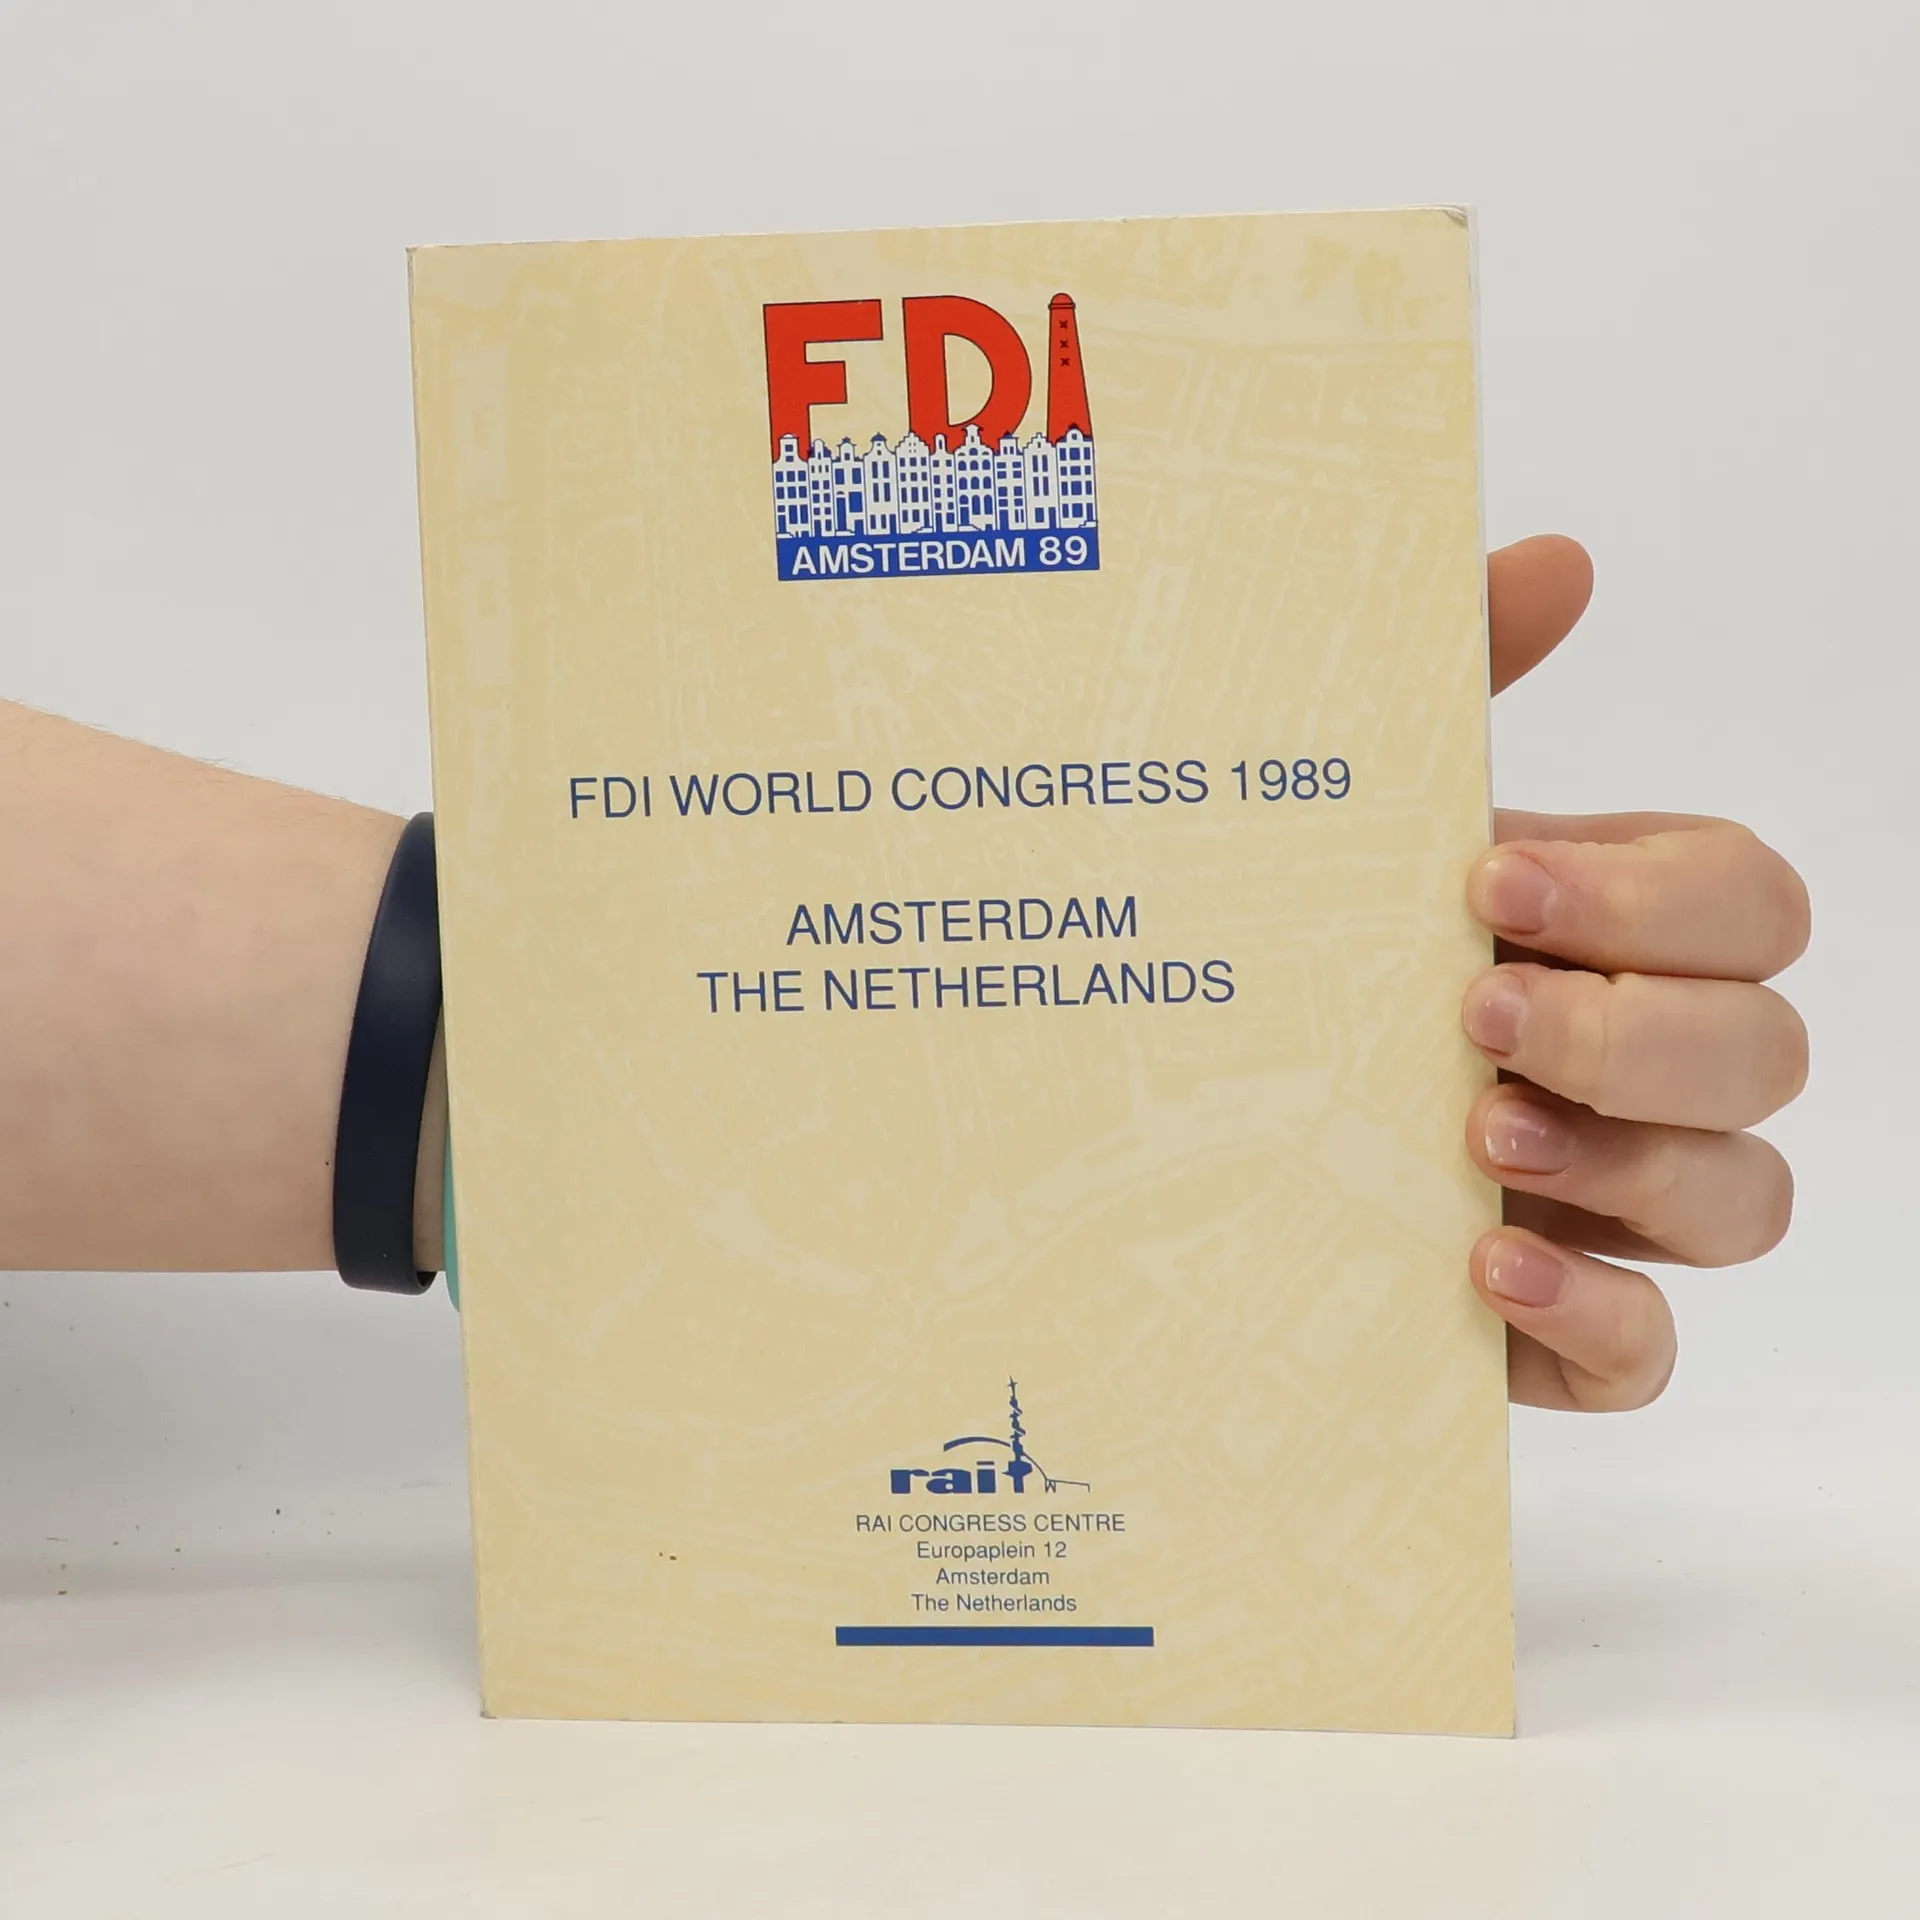 FDI
AMSTERDAM 89
FDI WORLD CONGRESS 1989
AMSTERDAM
THE NETHERLANDS
rai
RAI CONGRESS CENTRE
Europaplein 12
Amsterdam
The Netherlands